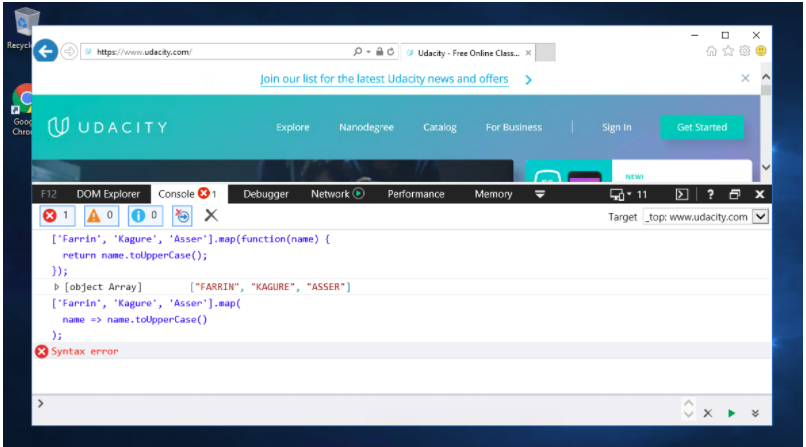 Recycl
https://www.udacity.com/
Udacity - Free Online Class...
Join our list for the latest Udacity news and offers
Goog
Chro
UDACITY Explore Nanodegree Catalog For Business Sign In Get Started
NEW!
F12 DOM Explorer Console 1 Debugger Network Performance Memory 11 ?
1 0 0 Target _top: www.udacity.com
['Farrin', 'Kagure', 'Asser'].map(function(name) {
return name.toUpperCase();
});
[object Array] ["FARRIN", "KAGURE", "ASSER"]
['Farrin', 'Kagure', 'Asser'].map(
name => name.toUpperCase()
);
Syntax error
>